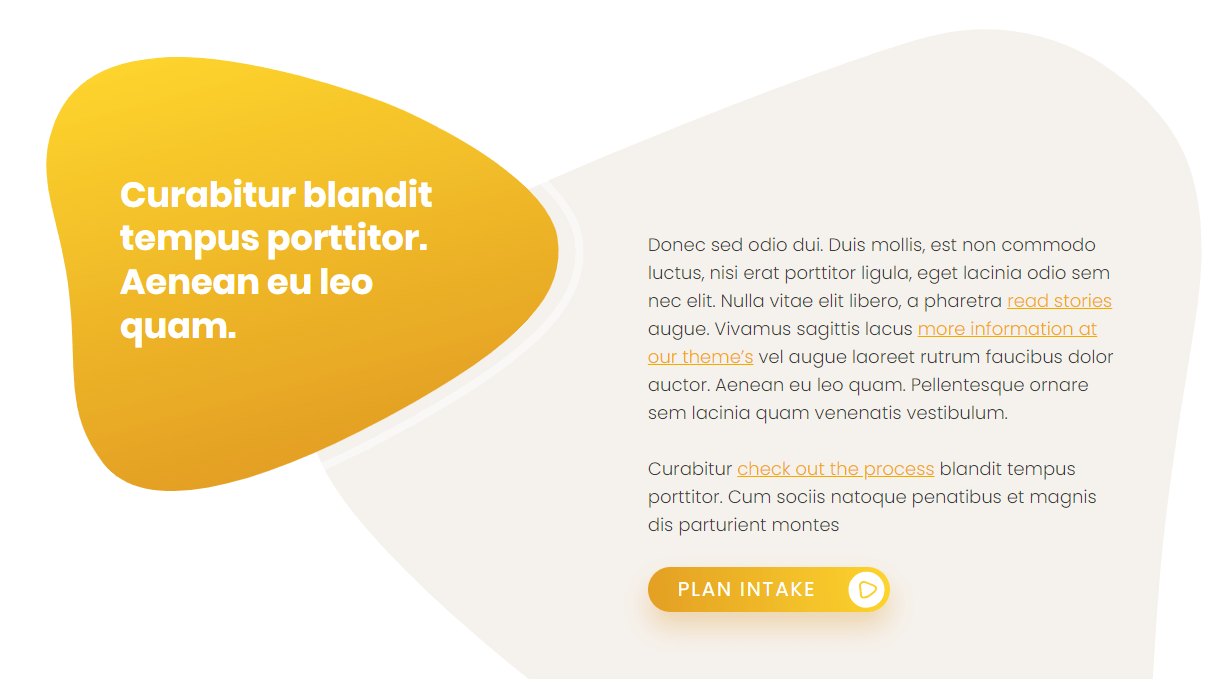 Curabitur blandit
tempus porttitor.
Aenean eu leo
quam.
Donec sed odio dui. Duis mollis, est non commodo
luctus, nisi erat porttitor ligula, eget lacinia odio sem
nec elit. Nulla vitae elit libero, a pharetra read stories
augue. Vivamus sagittis lacus more information at
our theme's vel augue laoreet rutrum faucibus dolor
auctor. Aenean eu leo quam. Pellentesque ornare
sem lacinia quam venenatis vestibulum.
Curabitur check out the process blandit tempus
porttitor. Cum sociis natoque penatibus et magnis
dis parturient montes
PLAN INTAKE